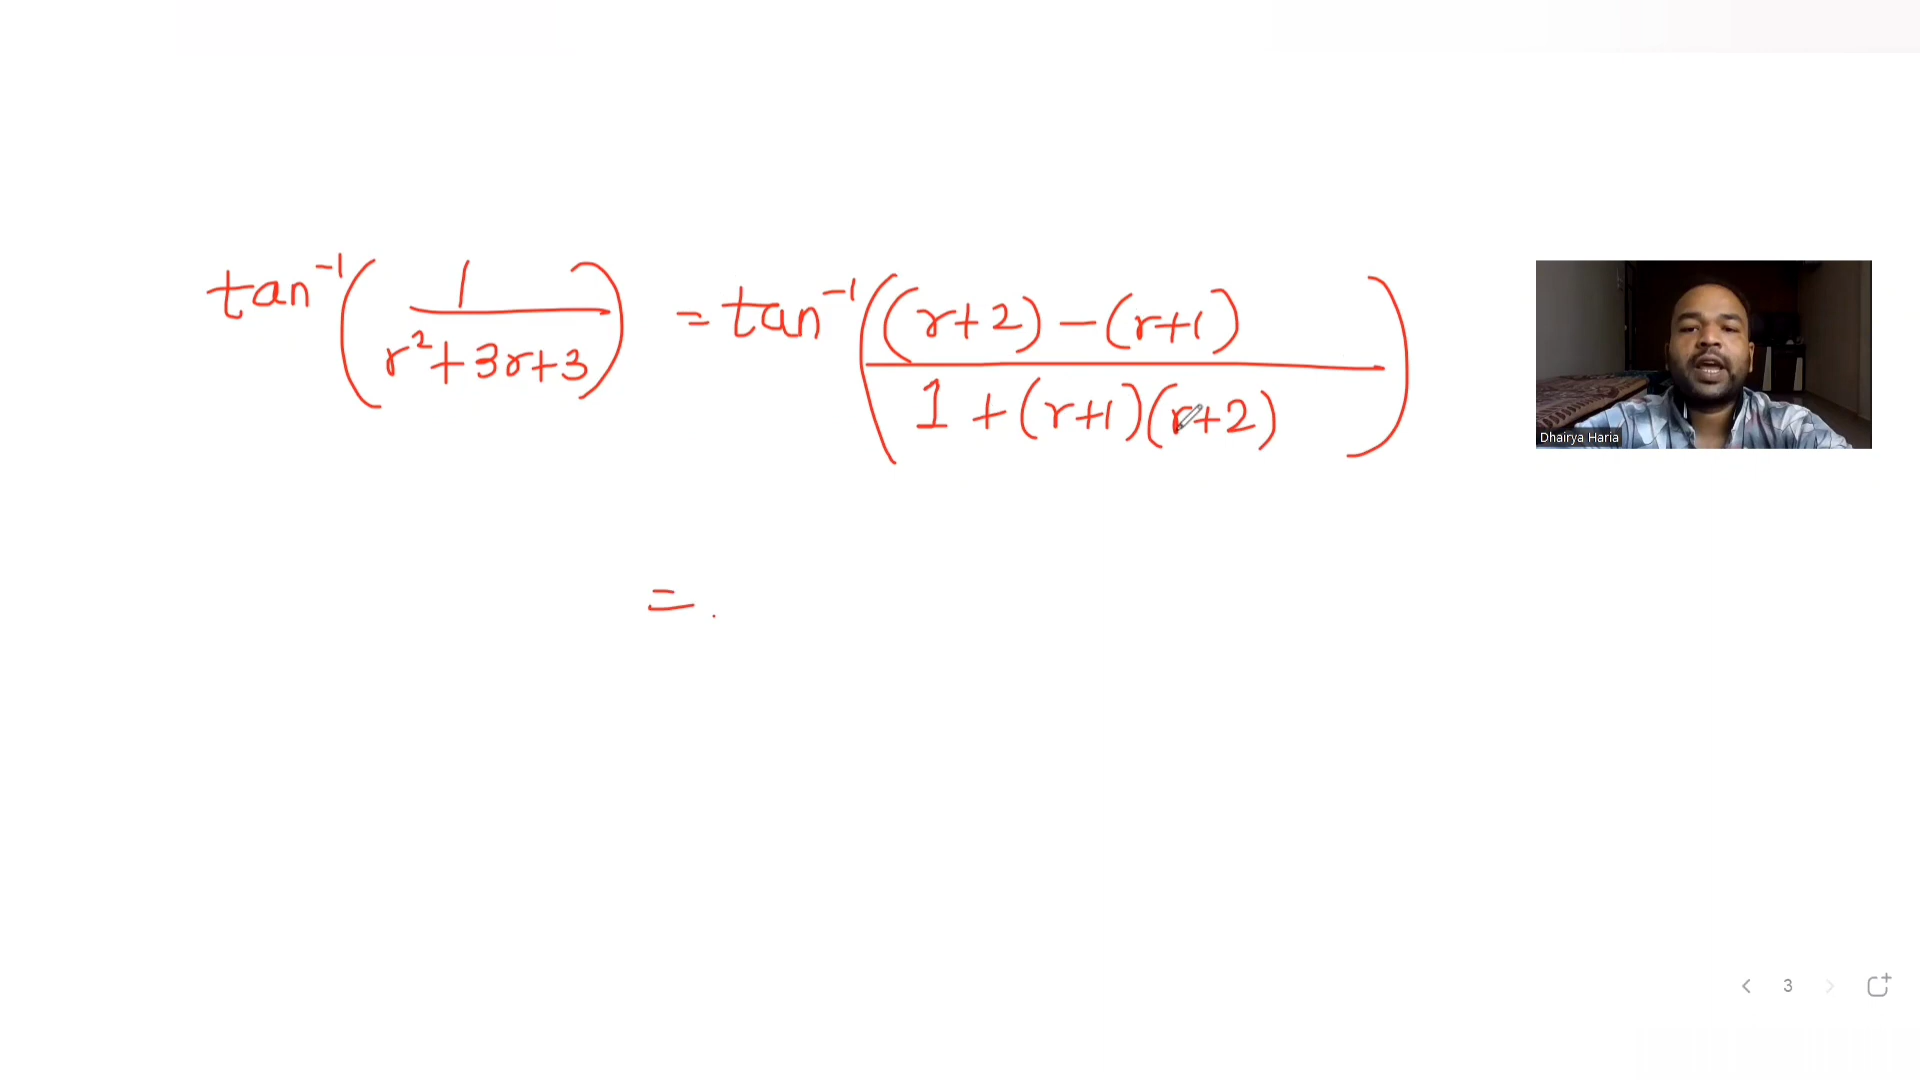 tan⁻¹(1/(r²+3r+3)) = tan⁻¹(((r+2)-(r+1))/(1+(r+1)(r+2)))
Dhairya Haria
= .
3